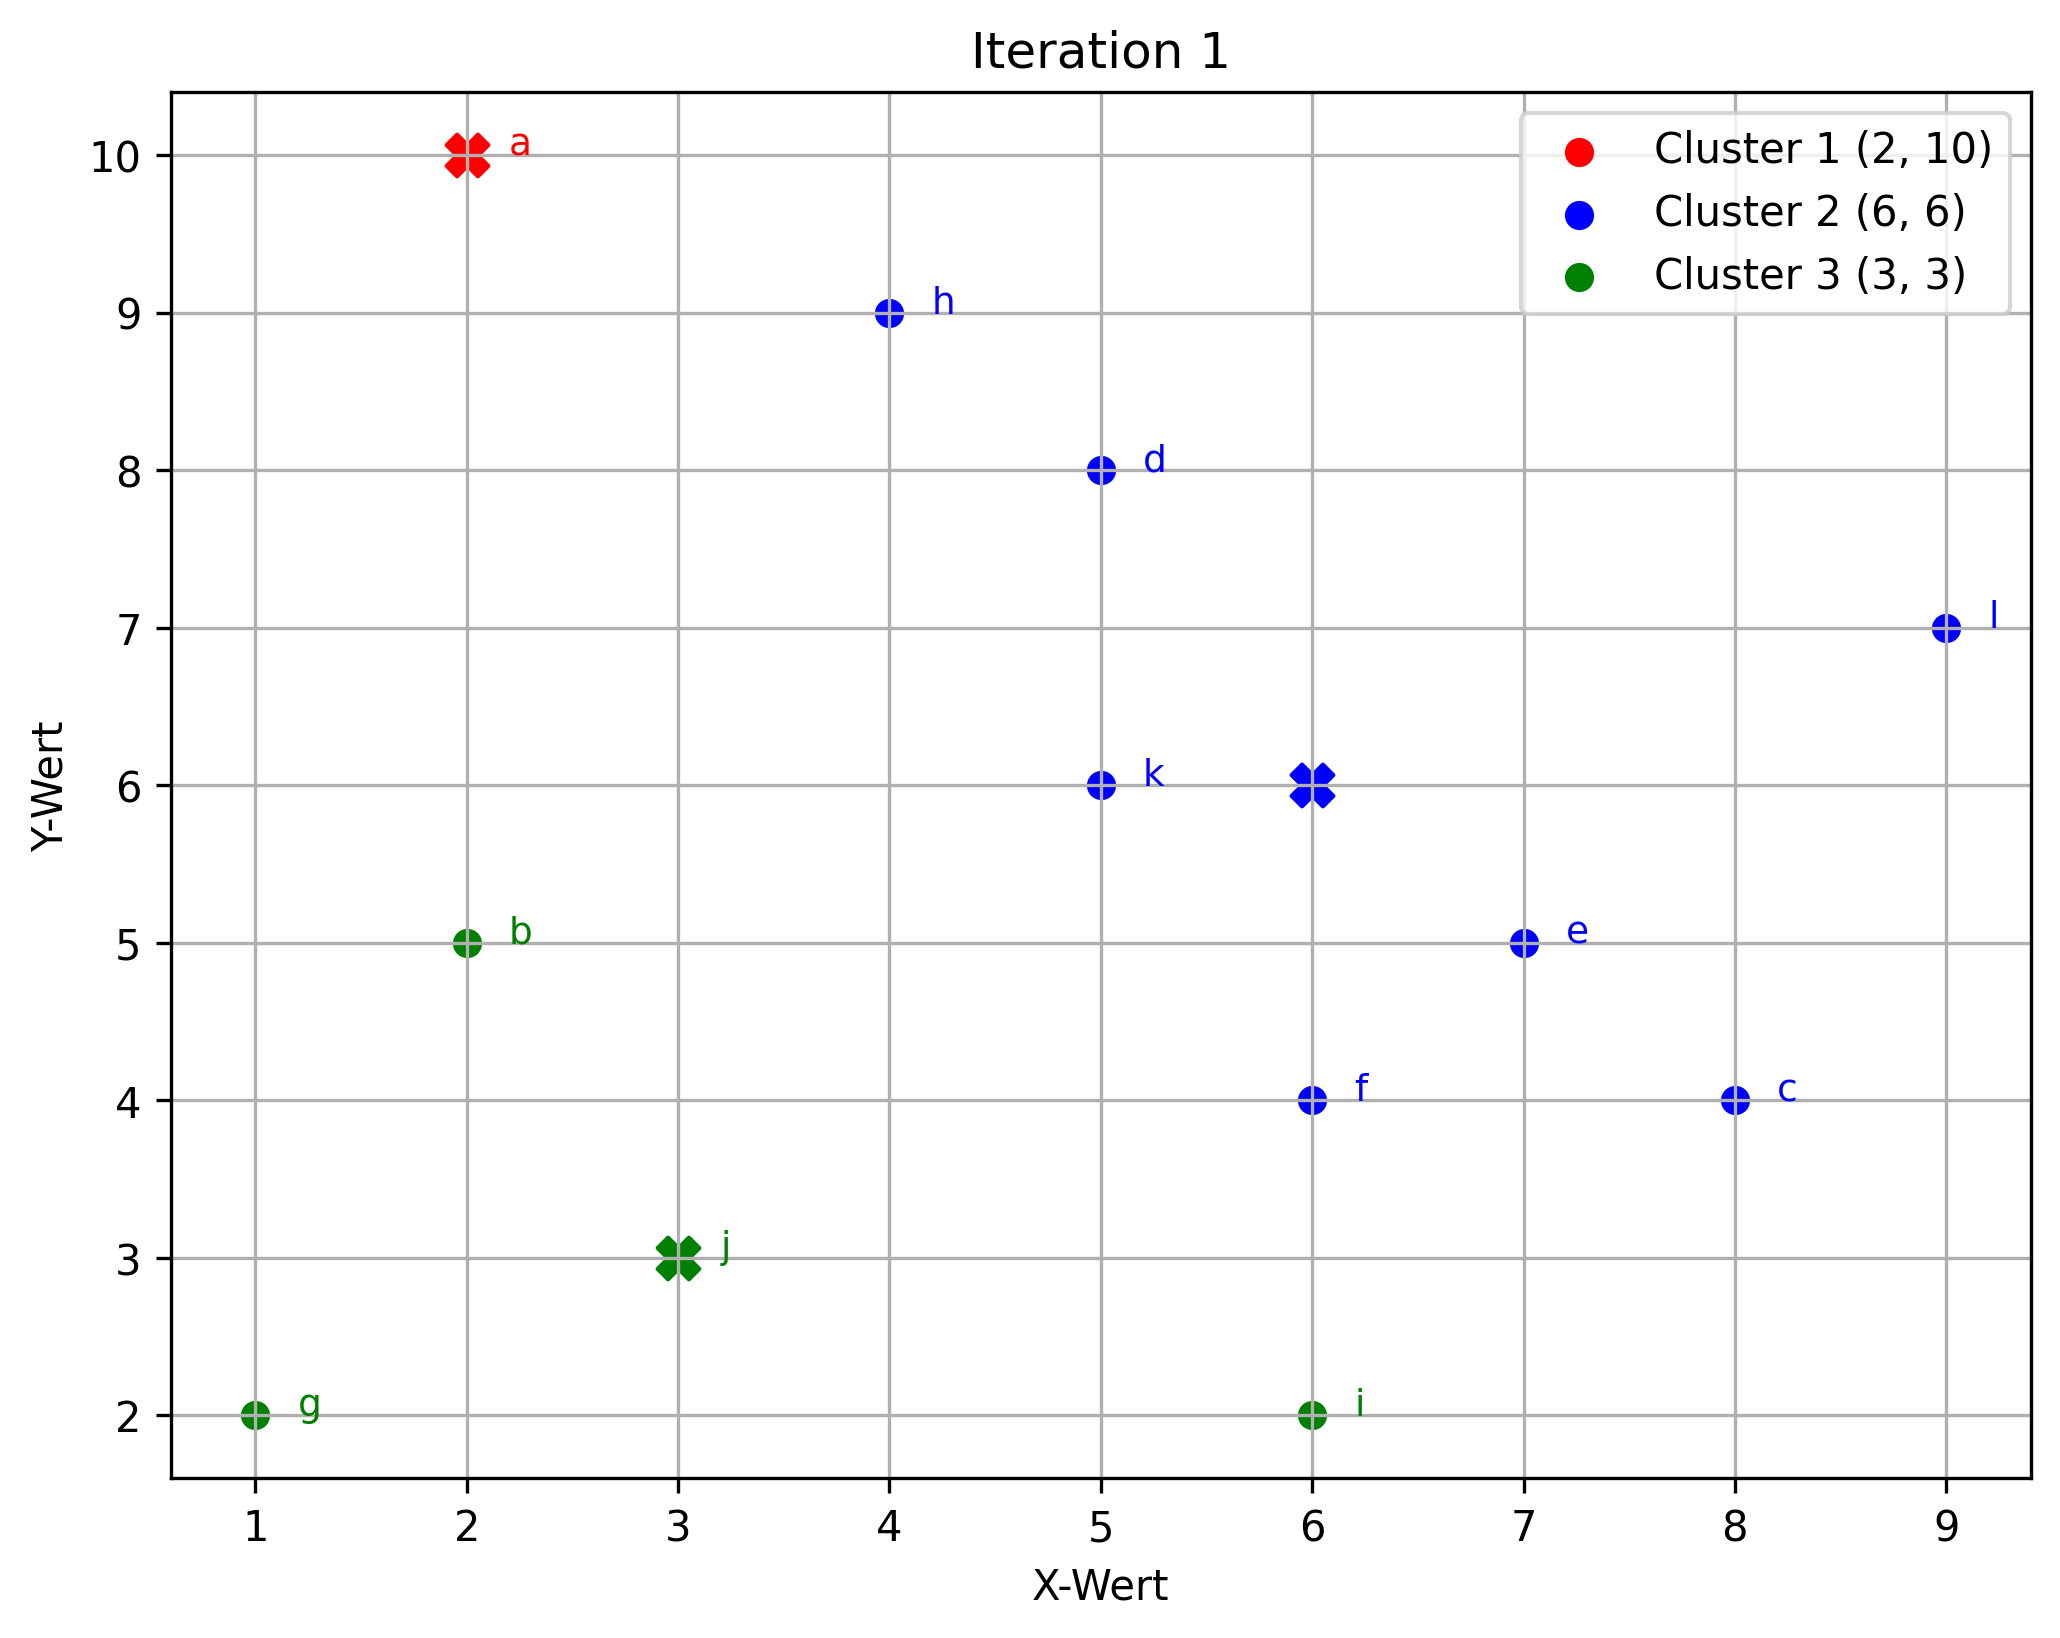 Iteration 1
Cluster 1 (2, 10)
Cluster 2 (6, 6)
Cluster 3 (3, 3)
a
h
d
l
k
b
e
f
c
j
g
i
10
9
8
7
6
5
4
3
2
Y-Wert
1 2 3 4 5 6 7 8 9
X-Wert